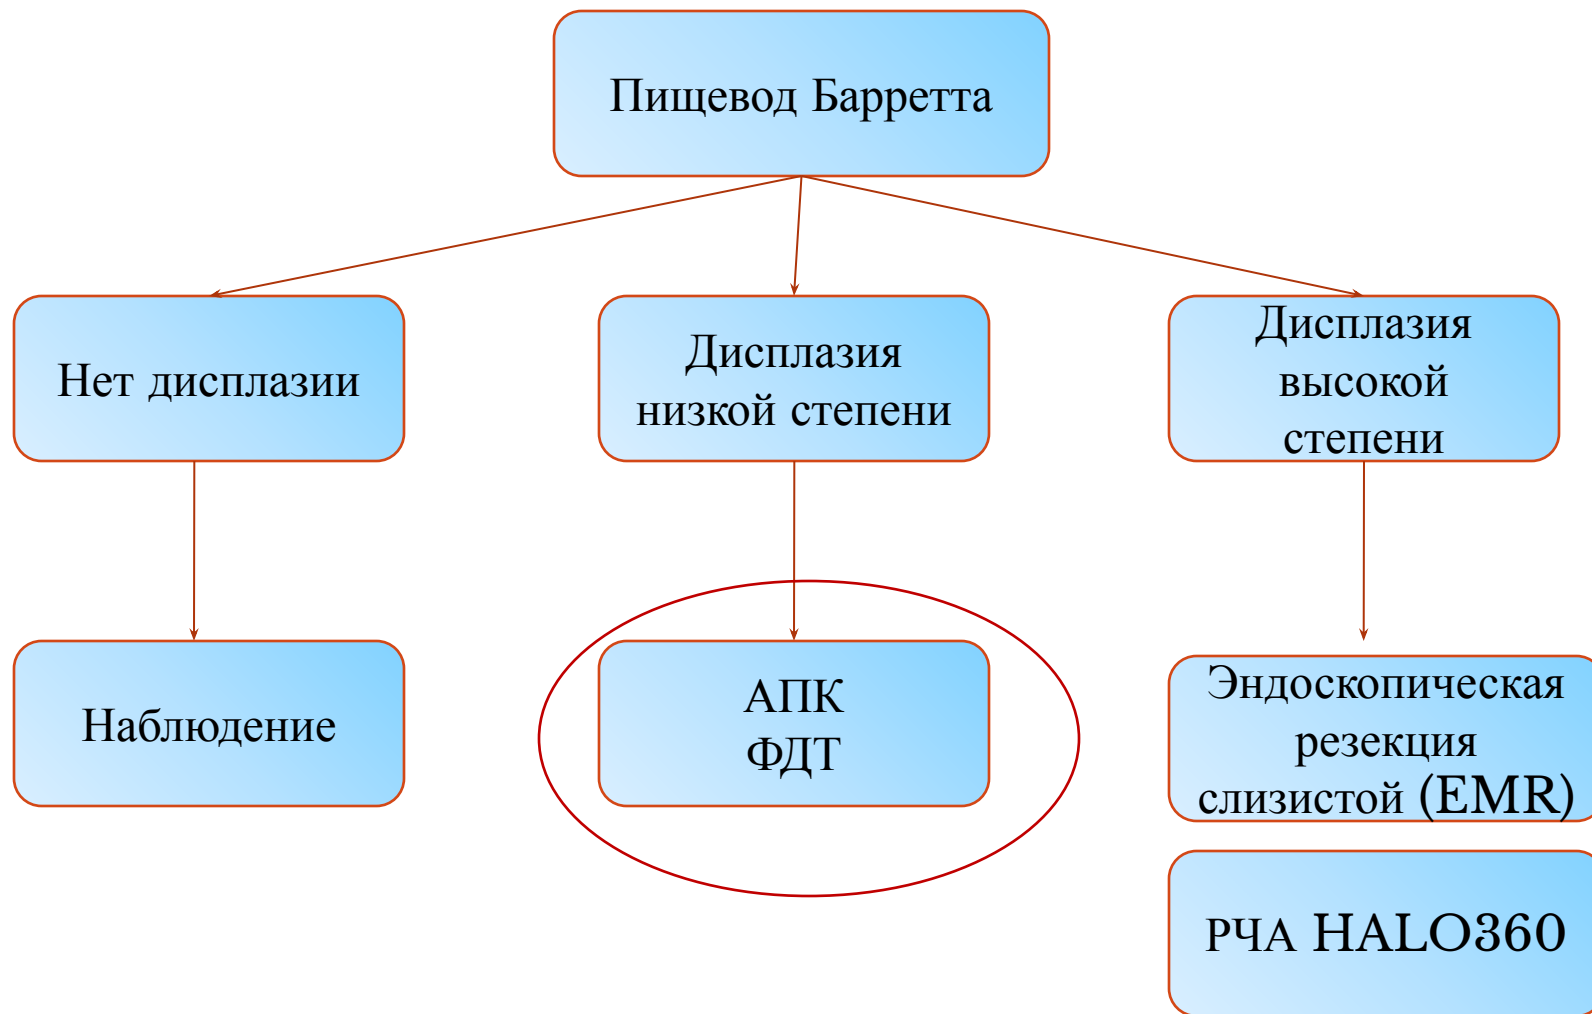 Пищевод Барретта
Нет дисплазии
Дисплазия
низкой степени
Дисплазия
высокой
степени
Наблюдение
АПК
ФДТ
Эндоскопическая
резекция
слизистой (EMR)
РЧА HALO360